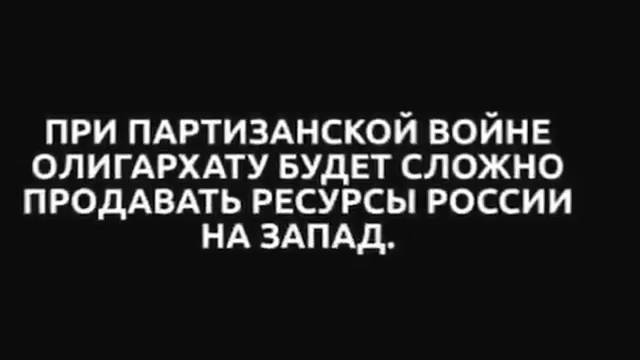 ПРИ ПАРТИЗАНСКОЙ ВОЙНЕ
ОЛИГАРХАТУ БУДЕТ СЛОЖНО
ПРОДАВАТЬ РЕСУРСЫ РОССИИ
НА ЗАПАД.